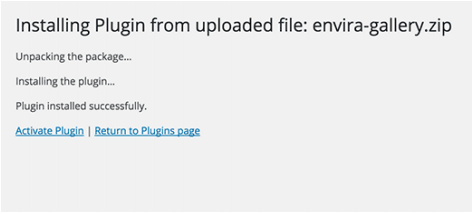 Installing Plugin from uploaded file: envira-gallery.zip
Unpacking the package...
Installing the plugin...
Plugin installed successfully.
Activate Plugin | Return to Plugins page